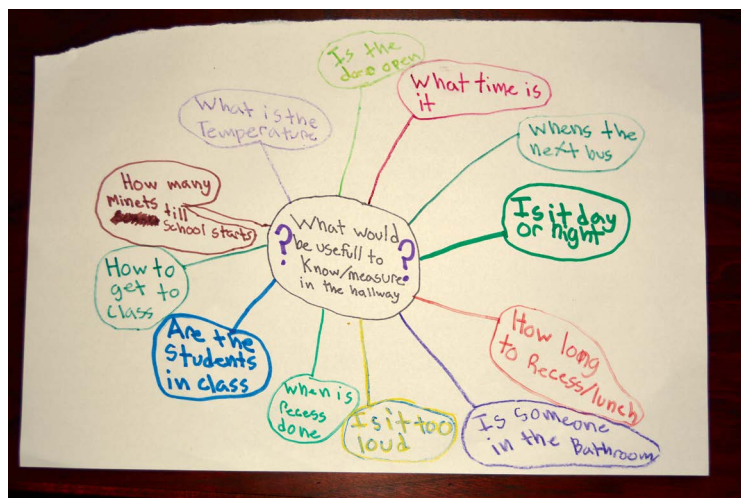 What would
be usefull to
Know/measure
in the hallway
? ?
Is the
door open
What time is
it
whens the
next bus
Is it day
or night
How long
to Recess/lunch
Is someone
in the Bathroom
Is it too
loud
when is
Recess
done
Are the
Students
in class
How to
get to
class
How many
minets
till
School starts
What is the
Temperature